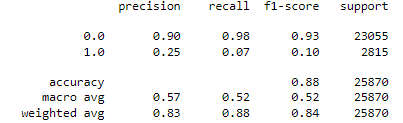 precision recall f1-score support
0.0 0.90 0.98 0.93 23055
1.0 0.25 0.07 0.10 2815
accuracy 0.88 25870
macro avg 0.57 0.52 0.52 25870
weighted avg 0.83 0.88 0.84 25870